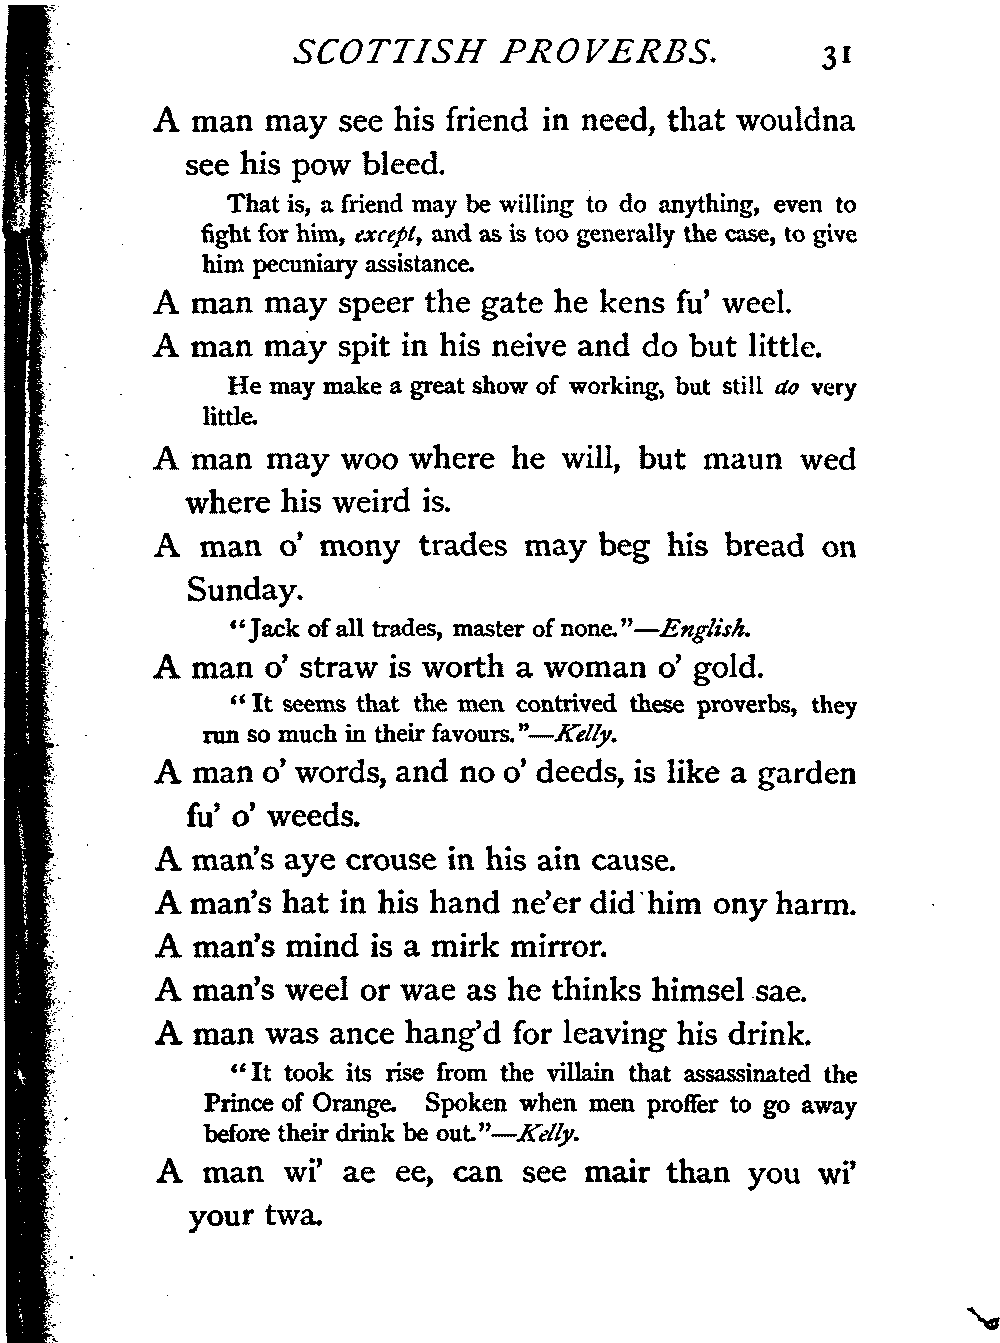 SCOTTISH PROVERBS. 31
A man may see his friend in need, that wouldna
see his pow bleed.
That is, a friend may be willing to do anything, even to
fight for him, except, and as is too generally the case, to give
him pecuniary assistance.
A man may speer the gate he kens fu' weel.
A man may spit in his neive and do but little.
He may make a great show of working, but still do very
little.
A man may woo where he will, but maun wed
where his weird is.
A man o' mony trades may beg his bread on
Sunday.
"Jack of all trades, master of none."—English.
A man o' straw is worth a woman o' gold.
"It seems that the men contrived these proverbs, they
run so much in their favours."—Kelly.
A man o' words, and no o' deeds, is like a garden
fu' o' weeds.
A man's aye crouse in his ain cause.
A man's hat in his hand ne'er did him ony harm.
A man's mind is a mirk mirror.
A man's weel or wae as he thinks himsel sae.
A man was ance hang'd for leaving his drink.
"It took its rise from the villain that assassinated the
Prince of Orange. Spoken when men proffer to go away
before their drink be out."—Kelly.
A man wi' ae ee, can see mair than you wi'
your twa.